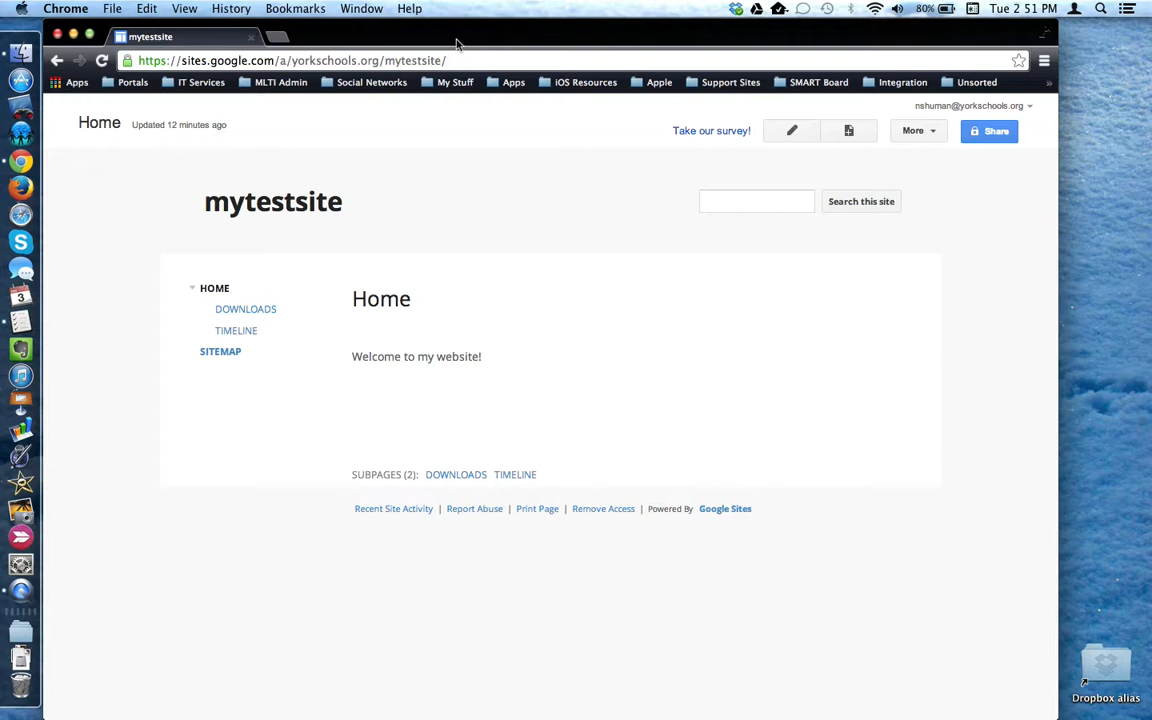 Chrome File Edit View History Bookmarks Window Help 80% Tue 2 51 PM
mytestsite
https://sites.google.com/a/yorkschools.org/mytestsite/
Apps Portals IT Services MLTI Admin Social Networks My Stuff Apps iOS Resources Apple Support Sites SMART Board Integration Unsorted »
nshuman@yorkschools.org
Home Updated 12 minutes ago Take our survey! More Share
mytestsite Search this site
HOME
Home
DOWNLOADS
TIMELINE
SITEMAP
Welcome to my website!
SUBPAGES (2): DOWNLOADS TIMELINE
Recent Site Activity | Report Abuse | Print Page | Remove Access | Powered By Google Sites
3
Dropbox alias